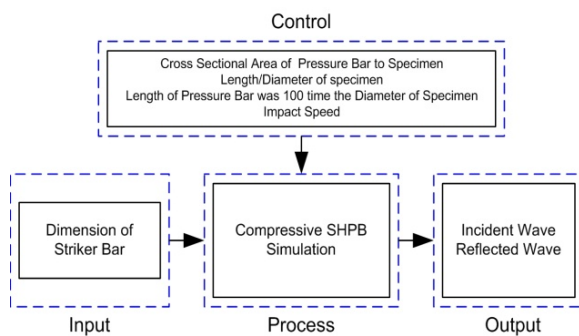 Control
Cross Sectional Area of Pressure Bar to Specimen
Length/Diameter of specimen
Length of Pressure Bar was 100 time the Diameter of Specimen
Impact Speed
Dimension of
Striker Bar
Compressive SHPB
Simulation
Incident Wave
Reflected Wave
Input
Process
Output